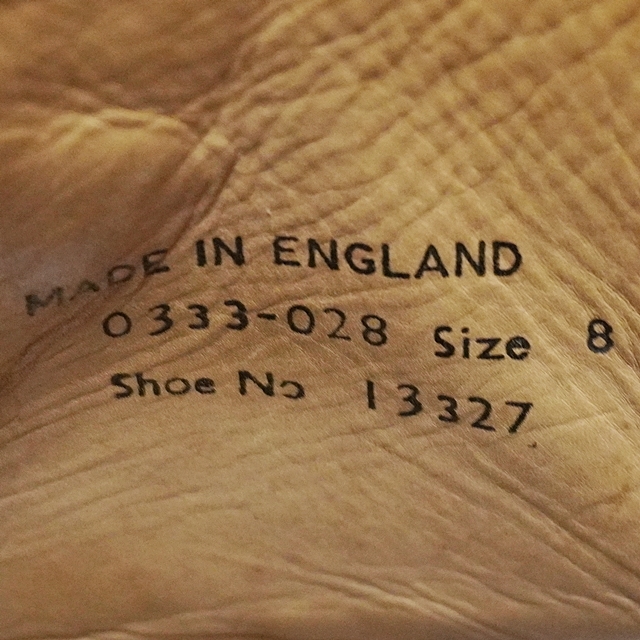 MADE IN ENGLAND
0333-028 Size 8
Shoe No 13327